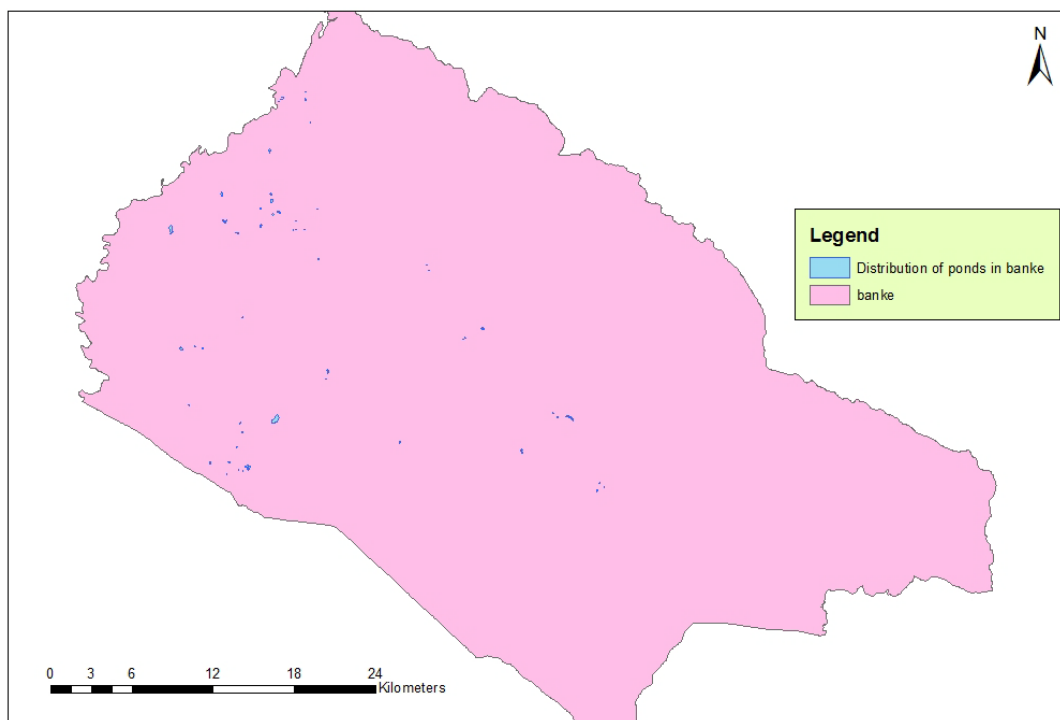 N
Legend
Distribution of ponds in banke
banke
0 3 6 12 18 24
Kilometers